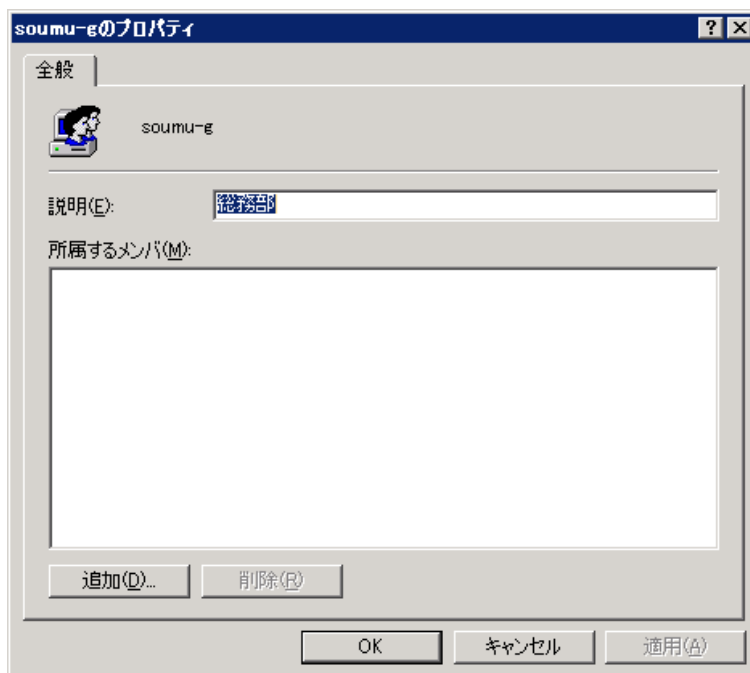 soumu-gのプロパティ
全般
soumu-g
説明(E):
総務部
所属するメンバ(M):
追加(D)...
削除(R)
OK
キャンセル
適用(A)